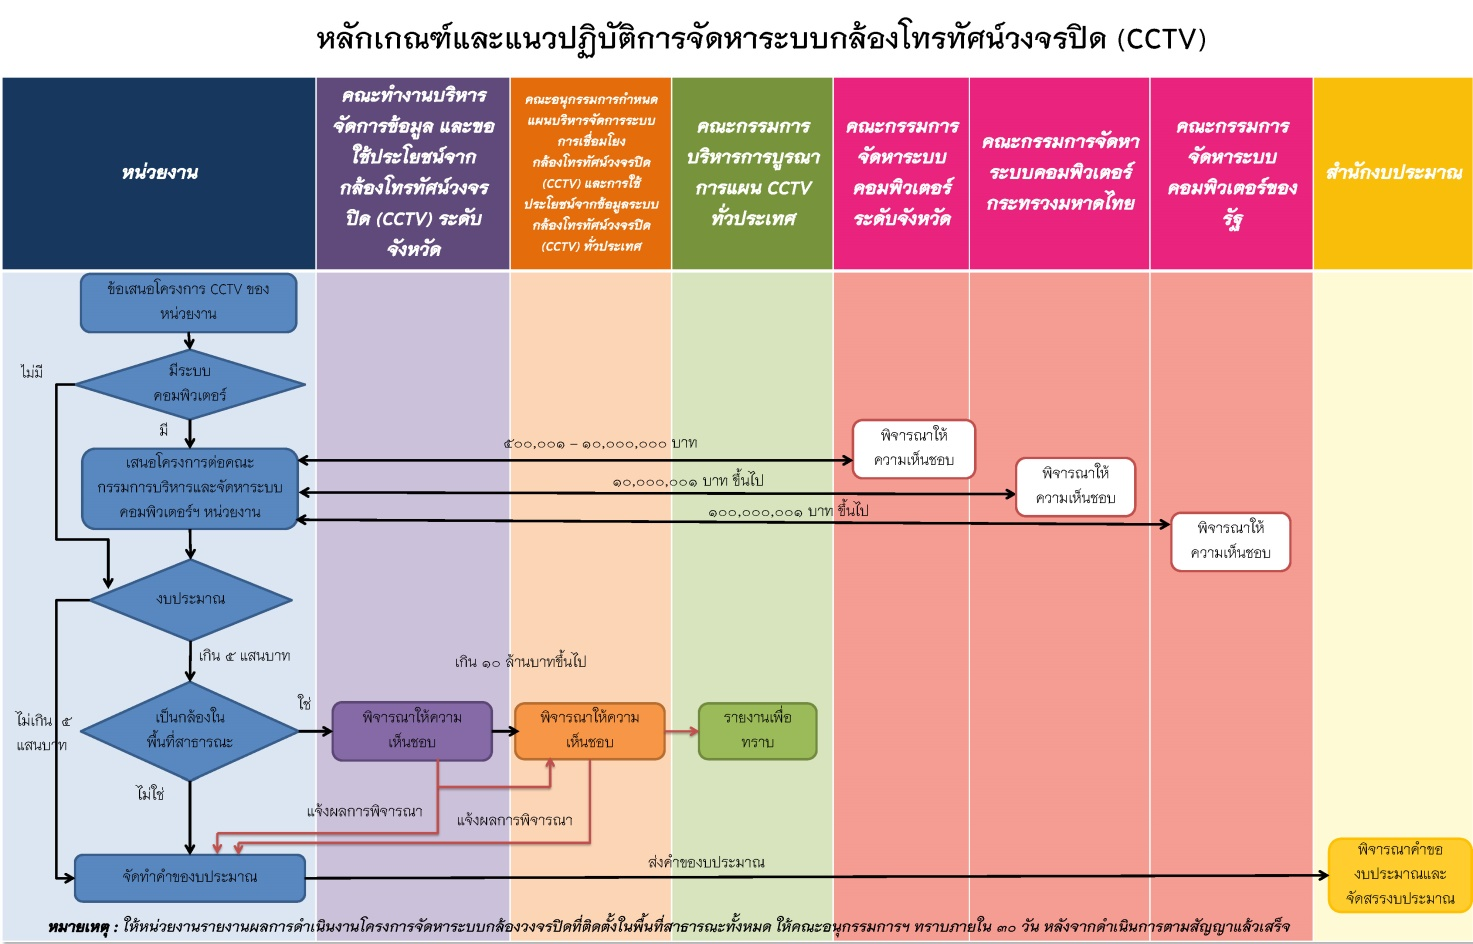 หลักเกณฑ์และแนวปฏิบัติการจัดหาระบบกล้องโทรทัศน์วงจรปิด (CCTV)
หน่วยงาน
คณะทำงานบริหาร
จัดการข้อมูล และขอ
ใช้ประโยชน์จาก
กล้องโทรทัศน์วงจร
ปิด (CCTV) ระดับ
จังหวัด
คณะอนุกรรมการกำหนด
แผนบริหารจัดการระบบ
การเชื่อมโยง
กล้องโทรทัศน์วงจรปิด
(CCTV) และการใช้
ประโยชน์จากข้อมูลระบบ
กล้องโทรทัศน์วงจรปิด
(CCTV) ทั่วประเทศ
คณะกรรมการ
บริหารการบูรณา
การแผน CCTV
ทั่วประเทศ
คณะกรรมการ
จัดหาระบบ
คอมพิวเตอร์
ระดับจังหวัด
คณะกรรมการจัดหา
ระบบคอมพิวเตอร์
กระทรวงมหาดไทย
คณะกรรมการ
จัดหาระบบ
คอมพิวเตอร์ของ
รัฐ
สำนักงบประมาณ
ข้อเสนอโครงการ CCTV ของ
หน่วยงาน
ไม่มี
มีระบบ
คอมพิวเตอร์
มี
เสนอโครงการต่อคณะ
กรรมการบริหารและจัดหาระบบ
คอมพิวเตอร์ฯ หน่วยงาน
๕๐๐,๐๐๑ – ๑๐,๐๐๐,๐๐๐ บาท
พิจารณาให้
ความเห็นชอบ
๑๐,๐๐๐,๐๐๑ บาท ขึ้นไป
พิจารณาให้
ความเห็นชอบ
๑๐๐,๐๐๐,๐๐๑ บาท ขึ้นไป
พิจารณาให้
ความเห็นชอบ
งบประมาณ
เกิน ๕ แสนบาท
เกิน ๑๐ ล้านบาทขึ้นไป
ไม่เกิน ๕
แสนบาท
เป็นกล้องใน
พื้นที่สาธารณะ
ใช่
พิจารณาให้ความ
เห็นชอบ
พิจารณาให้ความ
เห็นชอบ
รายงานเพื่อ
ทราบ
ไม่ใช่
แจ้งผลการพิจารณา
แจ้งผลการพิจารณา
จัดทำคำของบประมาณ
ส่งคำของบประมาณ
พิจารณาคำขอ
งบประมาณและ
จัดสรรงบประมาณ
หมายเหตุ : ให้หน่วยงานรายงานผลการดำเนินงานโครงการจัดหาระบบกล้องวงจรปิดที่ติดตั้งในพื้นที่สาธารณะทั้งหมด ให้คณะอนุกรรมการฯ ทราบภายใน ๓๐ วัน หลังจากดำเนินการตามสัญญาแล้วเสร็จ